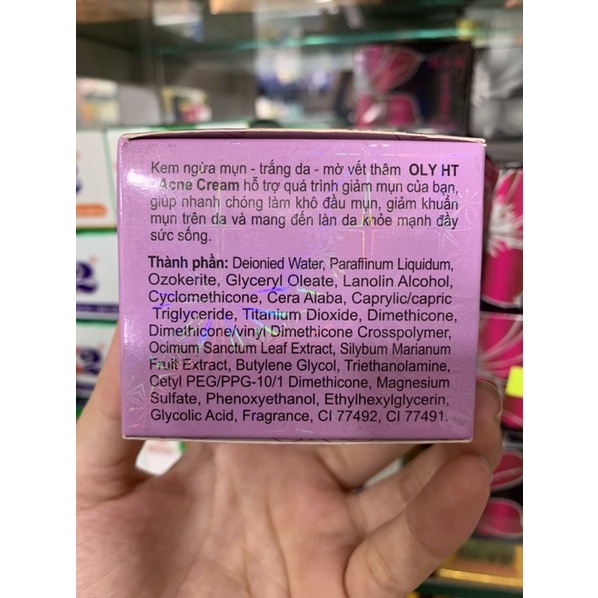 Kem ngừa mụn - trắng da - mờ vết thâm OLY HT
Acne Cream hỗ trợ quá trình giảm mụn của bạn,
giúp nhanh chóng làm khô đầu mụn, giảm khuẩn
mụn trên da và mang đến làn da khỏe mạnh đầy
sức sống.
Thành phần: Deionied Water, Paraffinum Liquidum,
Ozokerite, Glyceryl Oleate, Lanolin Alcohol,
Cyclomethicone, Cera Alaba, Caprylic/capric
Triglyceride, Titanium Dioxide, Dimethicone,
Dimethicone/vinyl Dimethicone Crosspolymer,
Ocimum Sanctum Leaf Extract, Silybum Marianum
Fruit Extract, Butylene Glycol, Triethanolamine,
Cetyl PEG/PPG-10/1 Dimethicone, Magnesium
Sulfate, Phenoxyethanol, Ethylhexylglycerin,
Glycolic Acid, Fragrance, CI 77492, CI 77491.